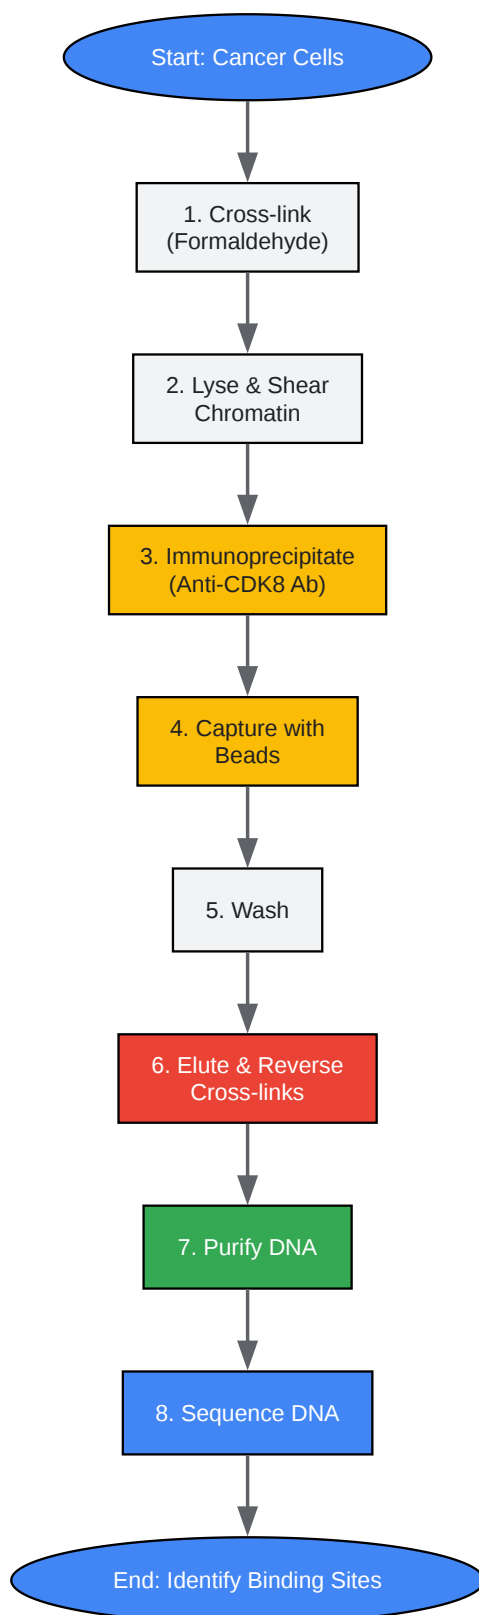 Start: Cancer Cells
1. Cross-link
(Formaldehyde)
2. Lyse & Shear
Chromatin
3. Immunoprecipitate
(Anti-CDK8 Ab)
4. Capture with
Beads
5. Wash
6. Elute & Reverse
Cross-links
7. Purify DNA
8. Sequence DNA
End: Identify Binding Sites